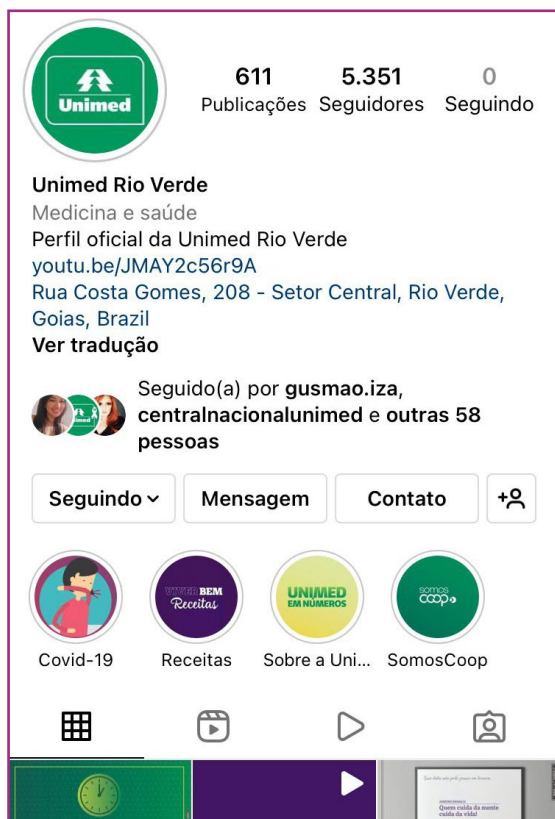 Unimed
611
5.351
0
Publicações
Seguidores
Seguindo
Unimed Rio Verde
Medicina e saúde
Perfil oficial da Unimed Rio Verde
youtu.be/JMAY2c56r9A
Rua Costa Gomes, 208 - Setor Central, Rio Verde,
Goias, Brazil
Ver tradução
Seguido(a) por gusmao.iza,
centralnacionalunimed e outras 58
pessoas
Seguindo
Mensagem
Contato
VIVER BEM
Receitas
UNIMED
EM NÚMEROS
somos
coop
Covid-19
Receitas
Sobre a Uni...
SomosCoop
Quem cuida da mente
cuida da vida!